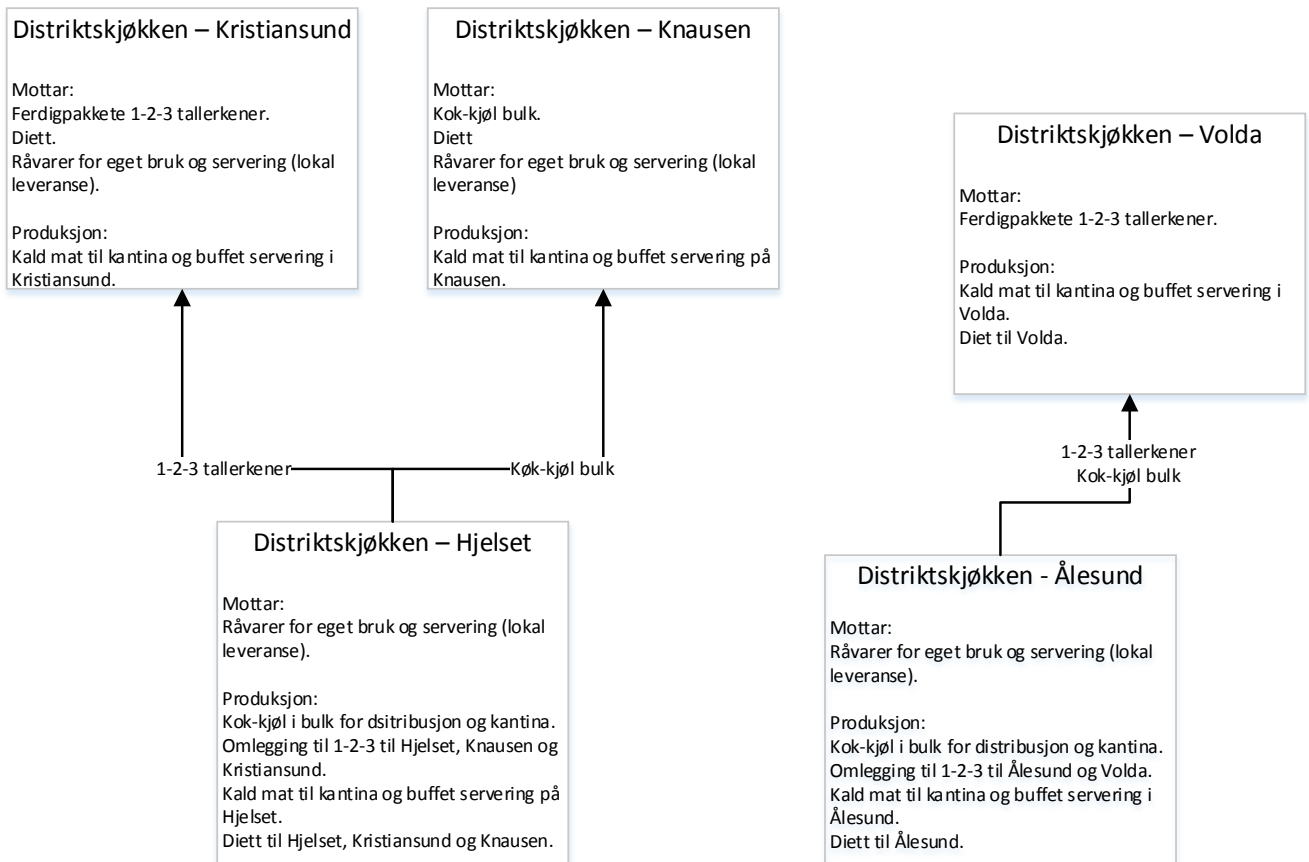 Distriktskjøkken – Kristiansund
Mottar:
Ferdigpakkete 1-2-3 tallerkener.
Diett.
Råvarer for eget bruk og servering (lokal
leveranse).
Produksjon:
Kald mat til kantina og buffet servering i
Kristiansund.
Distriktskjøkken – Knausen
Mottar:
Kok-kjøl bulk.
Diett
Råvarer for eget bruk og servering (lokal
leveranse)
Produksjon:
Kald mat til kantina og buffet servering på
Knausen.
Distriktskjøkken – Volda
Mottar:
Ferdigpakkete 1-2-3 tallerkener.
Produksjon:
Kald mat til kantina og buffet servering i
Volda.
Diet til Volda.
1-2-3 tallerkener
Køk-kjøl bulk
1-2-3 tallerkener
Kok-kjøl bulk
Distriktskjøkken – Hjelset
Mottar:
Råvarer for eget bruk og servering (lokal
leveranse).
Produksjon:
Kok-kjøl i bulk for dsitribusjon og kantina.
Omlegging til 1-2-3 til Hjelset, Knausen og
Kristiansund.
Kald mat til kantina og buffet servering på
Hjelset.
Diett til Hjelset, Kristiansund og Knausen.
Distriktskjøkken - Ålesund
Mottar:
Råvarer for eget bruk og servering (lokal
leveranse).
Produksjon:
Kok-kjøl i bulk for distribusjon og kantina.
Omlegging til 1-2-3 til Ålesund og Volda.
Kald mat til kantina og buffet servering i
Ålesund.
Diett til Ålesund.